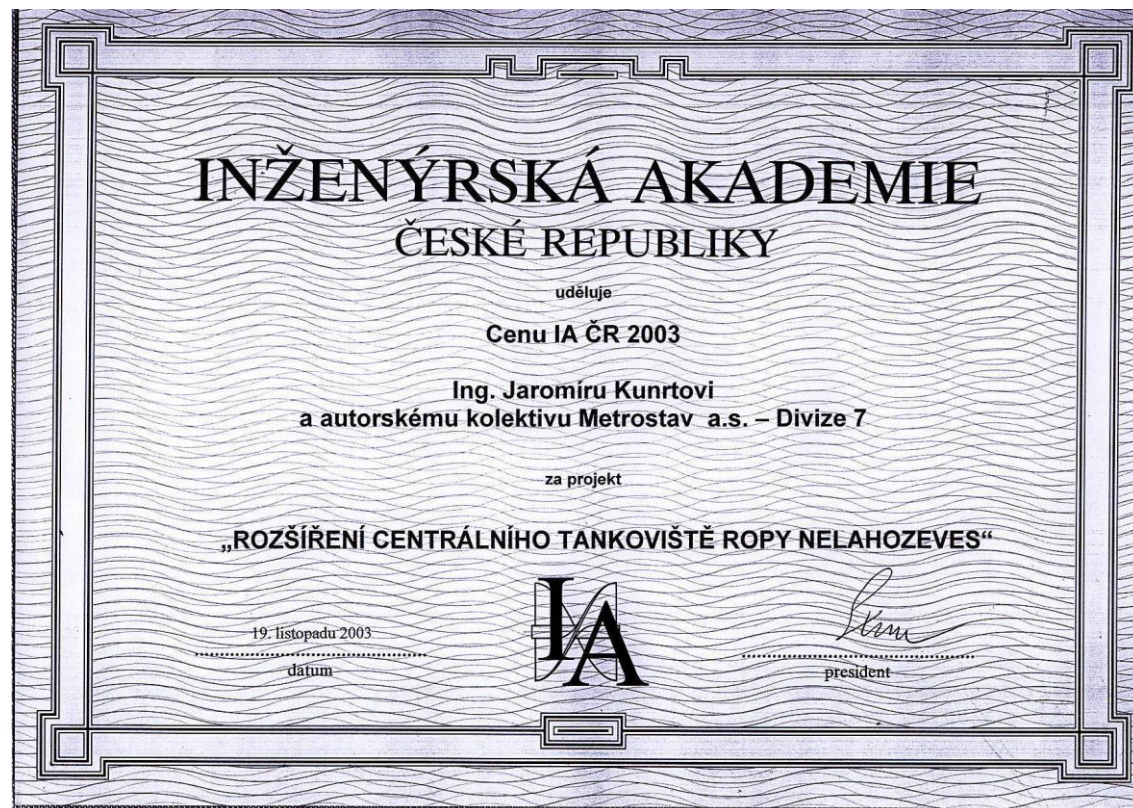 INŽENÝRSKÁ AKADEMIE
ČESKÉ REPUBLIKY
uděluje
Cenu IA ČR 2003
Ing. Jaromíru Kunrtovi
a autorskému kolektivu Metrostav a.s. – Divize 7
za projekt
„ROZŠÍŘENÍ CENTRÁLNÍHO TANKOVIŠTĚ ROPY NELAHOZEVES“
IA
19. listopadu 2003
datum
president